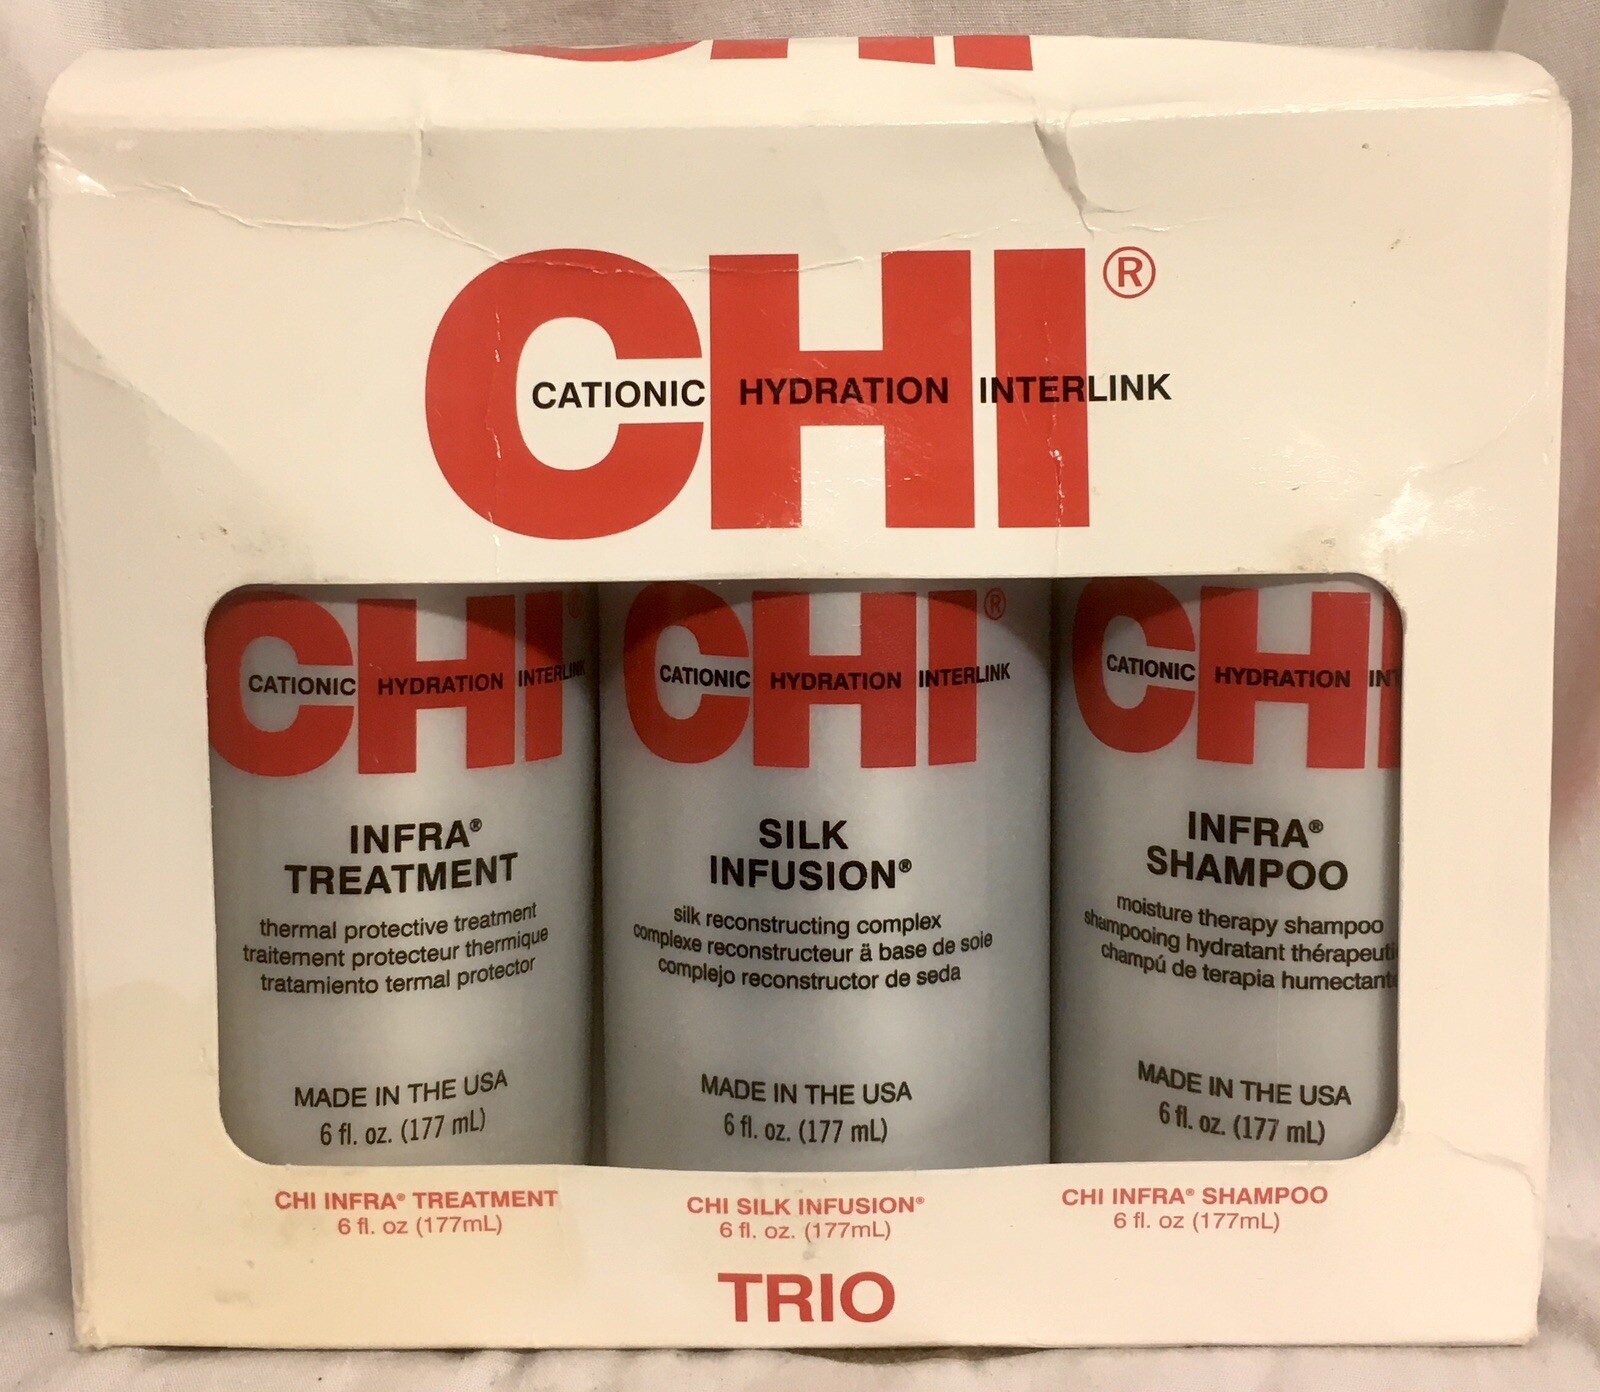 CHI
CHI®
CATIONIC HYDRATION INTERLINK
CHI®
CATIONIC HYDRATION INTERLINK
INFRA®
TREATMENT
thermal protective treatment
traitement protecteur thermique
tratamiento termal protector
MADE IN THE USA
6 fl. oz. (177 mL)
CHI®
CATIONIC HYDRATION INTERLINK
SILK
INFUSION®
silk reconstructing complex
complexe reconstructeur ä base de soie
complejo reconstructor de seda
MADE IN THE USA
6 fl. oz. (177 mL)
CHI
CATIONIC HYDRATION INT
INFRA®
SHAMPOO
moisture therapy shampoo
shampooing hydratant thérapeuti
champú de terapia humectante
MADE IN THE USA
6 fl. oz. (177 mL)
CHI INFRA® TREATMENT
6 fl. oz (177mL)
CHI SILK INFUSION®
6 fl. oz. (177mL)
CHI INFRA® SHAMPOO
6 fl. oz (177mL)
TRIO